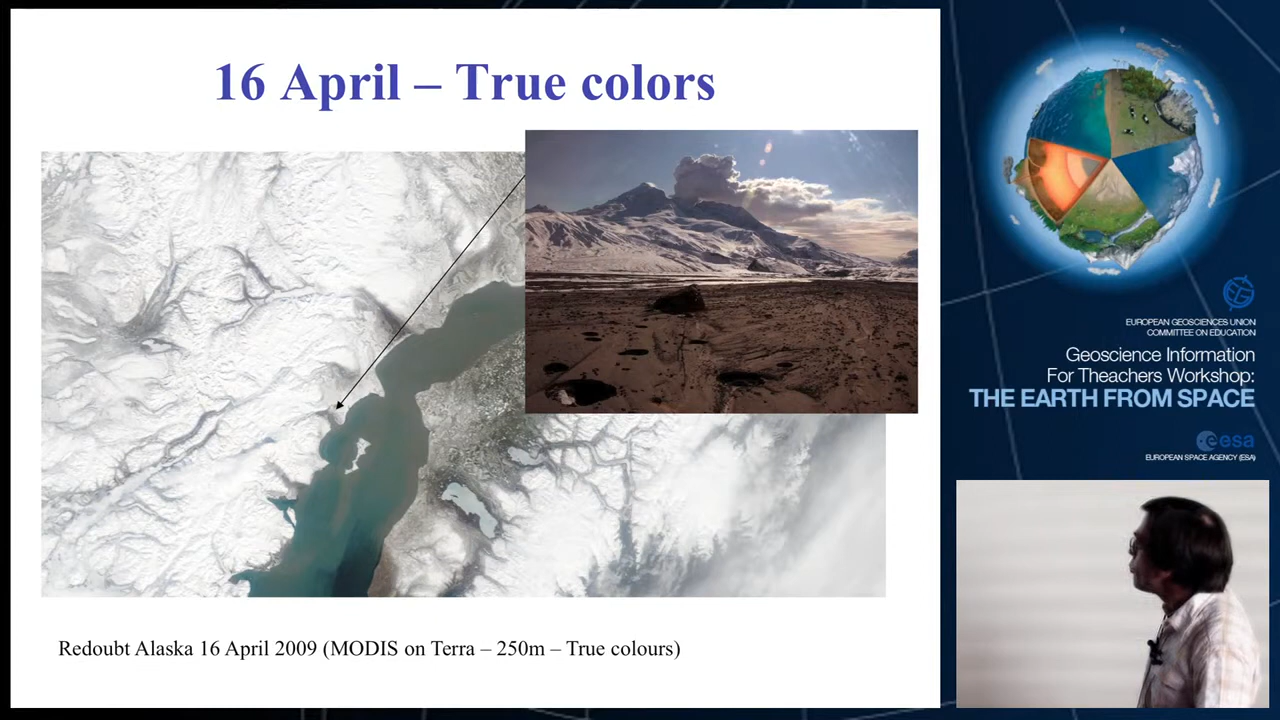 16 April – True colors
Redoubt Alaska 16 April 2009 (MODIS on Terra – 250m – True colours)
EUROPEAN GEOSCIENCES UNION
COMMITTEE ON EDUCATION
Geoscience Information
For Theachers Workshop:
THE EARTH FROM SPACE
esa
EUROPEAN SPACE AGENCY (ESA)